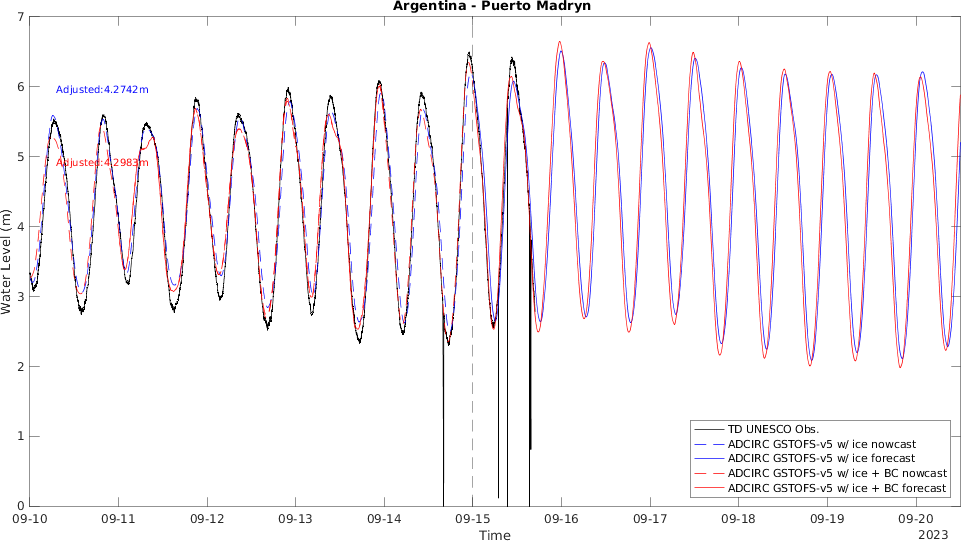 Argentina - Puerto Madryn
7
6
5
4
3
2
1
0
Water Level (m)
Adjusted:4.2742m
Adjusted:4.2983m
TD UNESCO Obs.
ADCIRC GSTOFS-v5 w/ ice nowcast
ADCIRC GSTOFS-v5 w/ ice forecast
ADCIRC GSTOFS-v5 w/ ice + BC nowcast
ADCIRC GSTOFS-v5 w/ ice + BC forecast
09-10 09-11 09-12 09-13 09-14 09-15 09-16 09-17 09-18 09-19 09-20
Time
2023